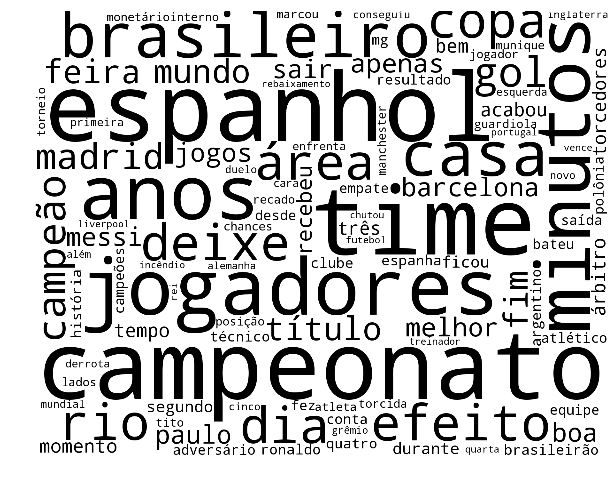 monetário interno marcou conseguiu inglaterra
brasileiro copa
mg bem jogador munique
feira mundo sair apenas gol
rebaixamento resultado esquerda
torneio espanhol minutos torcedores
primeira acabou
guardiola
portugal
madrid jogos área manchester casa vence
enfrenta
duelo
cara
anos recado recebeu empate barcelona polônia novo
desde
campeão liverpool messi deixe chances três chutou time saída
futebol bateu
além história campeões incêndio alemanha clube espanha ficou argentino árbitro
rei jogadores fim
posição
tempo técnico título melhor atlético
treinador
campeonato
derrota
lados
mundial segundo cinco fez atleta torcida equipe
rio tito dia conta efeito boa
paulo grêmio
momento adversário ronaldo quatro durante quarta brasileirão